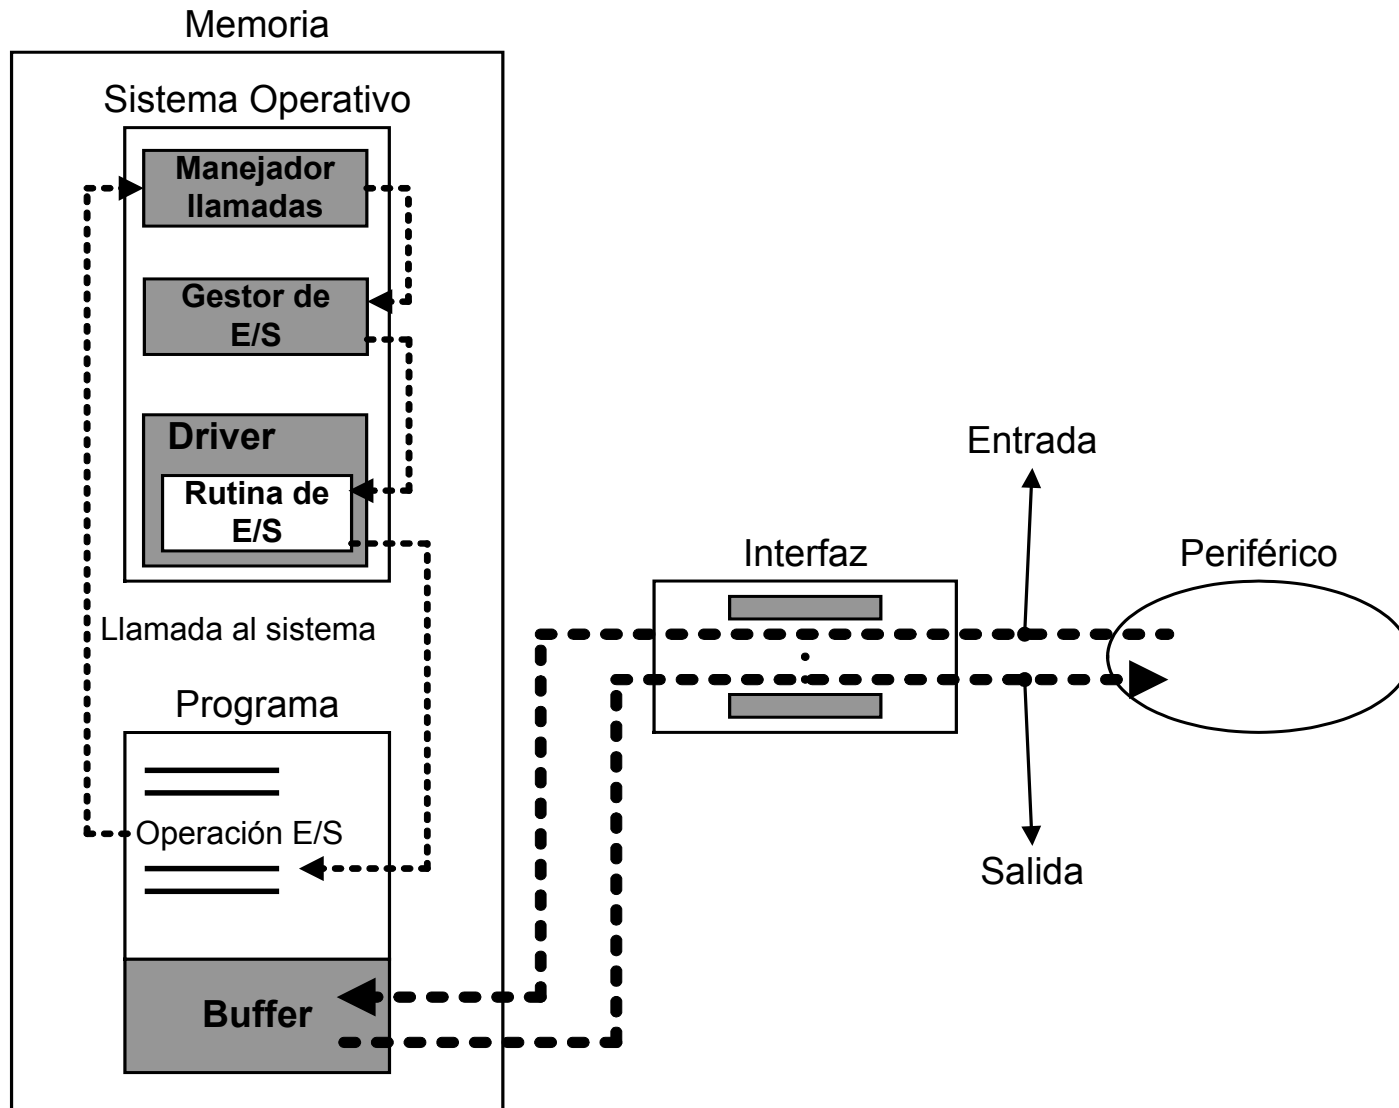 Memoria
Sistema Operativo
Manejador
llamadas
Gestor de
E/S
Driver
Rutina de
E/S
Llamada al sistema
Programa
Operación E/S
Buffer
Interfaz
Entrada
Salida
Periférico